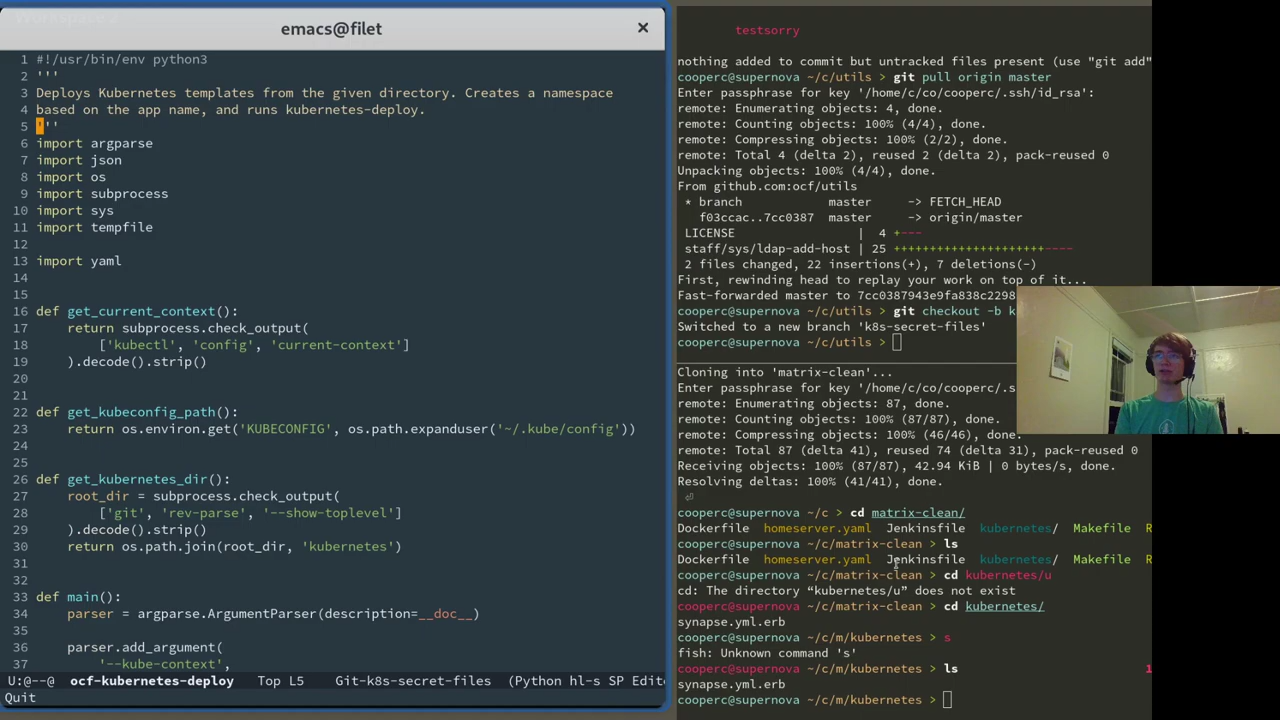 emacs@filet ×
1 #!/usr/bin/env python3
2 '''
3 Deploys Kubernetes templates from the given directory. Creates a namespace
4 based on the app name, and runs kubernetes-deploy.
5 '''
6 import argparse
7 import json
8 import os
9 import subprocess
10 import sys
11 import tempfile
12
13 import yaml
14
15
16 def get_current_context():
17     return subprocess.check_output(
18         ['kubectl', 'config', 'current-context']
19     ).decode().strip()
20
21
22 def get_kubeconfig_path():
23     return os.environ.get('KUBECONFIG', os.path.expanduser('~/.kube/config'))
24
25
26 def get_kubernetes_dir():
27     root_dir = subprocess.check_output(
28         ['git', 'rev-parse', '--show-toplevel']
29     ).decode().strip()
30     return os.path.join(root_dir, 'kubernetes')
31
32
33 def main():
34     parser = argparse.ArgumentParser(description=__doc__)
35
36     parser.add_argument(
37         '--kube-context',
U:@--@ ocf-kubernetes-deploy Top L5 Git-k8s-secret-files (Python hl-s SP Edit
Quit
testsorry
nothing added to commit but untracked files present (use "git add"
cooperc@supernova ~/c/utils > git pull origin master
Enter passphrase for key '/home/c/co/cooperc/.ssh/id_rsa':
remote: Enumerating objects: 4, done.
remote: Counting objects: 100% (4/4), done.
remote: Compressing objects: 100% (2/2), done.
remote: Total 4 (delta 2), reused 2 (delta 2), pack-reused 0
Unpacking objects: 100% (4/4), done.
From github.com:ocf/utils
* branch master -> FETCH_HEAD
f03ccac..7cc0387 master -> origin/master
LICENSE | 4 +---
staff/sys/ldap-add-host | 25 +++++++++++++++++++++----
2 files changed, 22 insertions(+), 7 deletions(-)
First, rewinding head to replay your work on top of it...
Fast-forwarded master to 7cc0387943e9fa838c2298
cooperc@supernova ~/c/utils > git checkout -b k
Switched to a new branch 'k8s-secret-files'
cooperc@supernova ~/c/utils >
Cloning into 'matrix-clean'...
Enter passphrase for key '/home/c/co/cooperc/.s
remote: Enumerating objects: 87, done.
remote: Counting objects: 100% (87/87), done.
remote: Compressing objects: 100% (46/46), done.
remote: Total 87 (delta 41), reused 74 (delta 31), pack-reused 0
Receiving objects: 100% (87/87), 42.94 KiB | 0 bytes/s, done.
Resolving deltas: 100% (41/41), done.
⏎
cooperc@supernova ~/c > cd matrix-clean/
Dockerfile homeserver.yaml Jenkinsfile kubernetes/ Makefile R
cooperc@supernova ~/c/matrix-clean > ls
Dockerfile homeserver.yaml Jenkinsfile kubernetes/ Makefile R
cooperc@supernova ~/c/matrix-clean > cd kubernetes/u
cd: The directory “kubernetes/u” does not exist
cooperc@supernova ~/c/matrix-clean > cd kubernetes/
synapse.yml.erb
cooperc@supernova ~/c/m/kubernetes > s
fish: Unknown command 's'
cooperc@supernova ~/c/m/kubernetes > ls 1
synapse.yml.erb
cooperc@supernova ~/c/m/kubernetes >